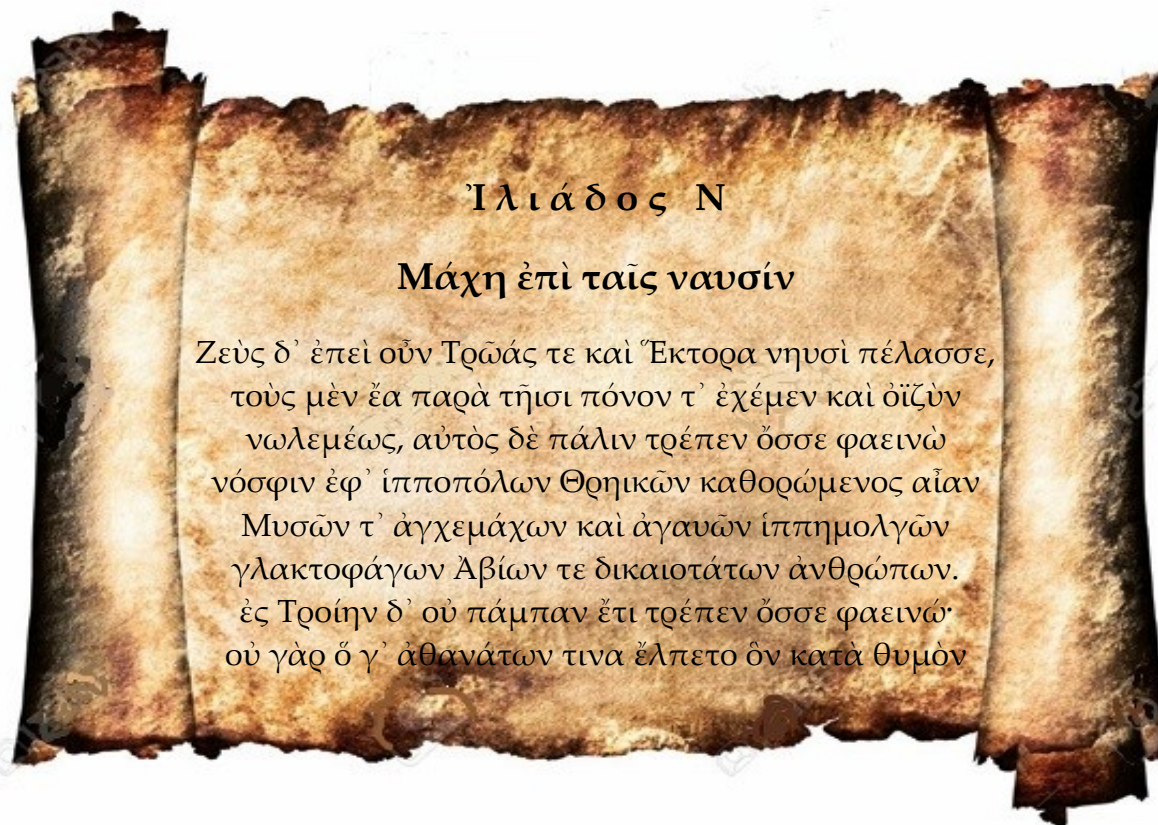 Ἰλιάδος Ν
Μάχη ἐπὶ ταῖς ναυσίν
Ζεὺς δ᾽ ἐπεὶ οὖν Τρῶάς τε καὶ Ἕκτορα νηυσὶ πέλασσε,
τοὺς μὲν ἔα παρὰ τῆισι πόνον τ᾽ ἐχέμεν καὶ ὀϊζὺν
νωλεμέως, αὐτὸς δὲ πάλιν τρέπεν ὄσσε φαεινὼ
νόσφιν ἐφ᾽ ἱπποπόλων Θρηικῶν καθορώμενος αἶαν
Μυσῶν τ᾽ ἀγχεμάχων καὶ ἀγαυῶν ἱππημολγῶν
γλακτοφάγων Ἀβίων τε δικαιοτάτων ἀνθρώπων.
ἐς Τροίην δ᾽ οὐ πάμπαν ἔτι τρέπεν ὄσσε φαεινώ·
οὐ γὰρ ὅ γ᾽ ἀθανάτων τινα ἔλπετο ὃν κατὰ θυμὸν